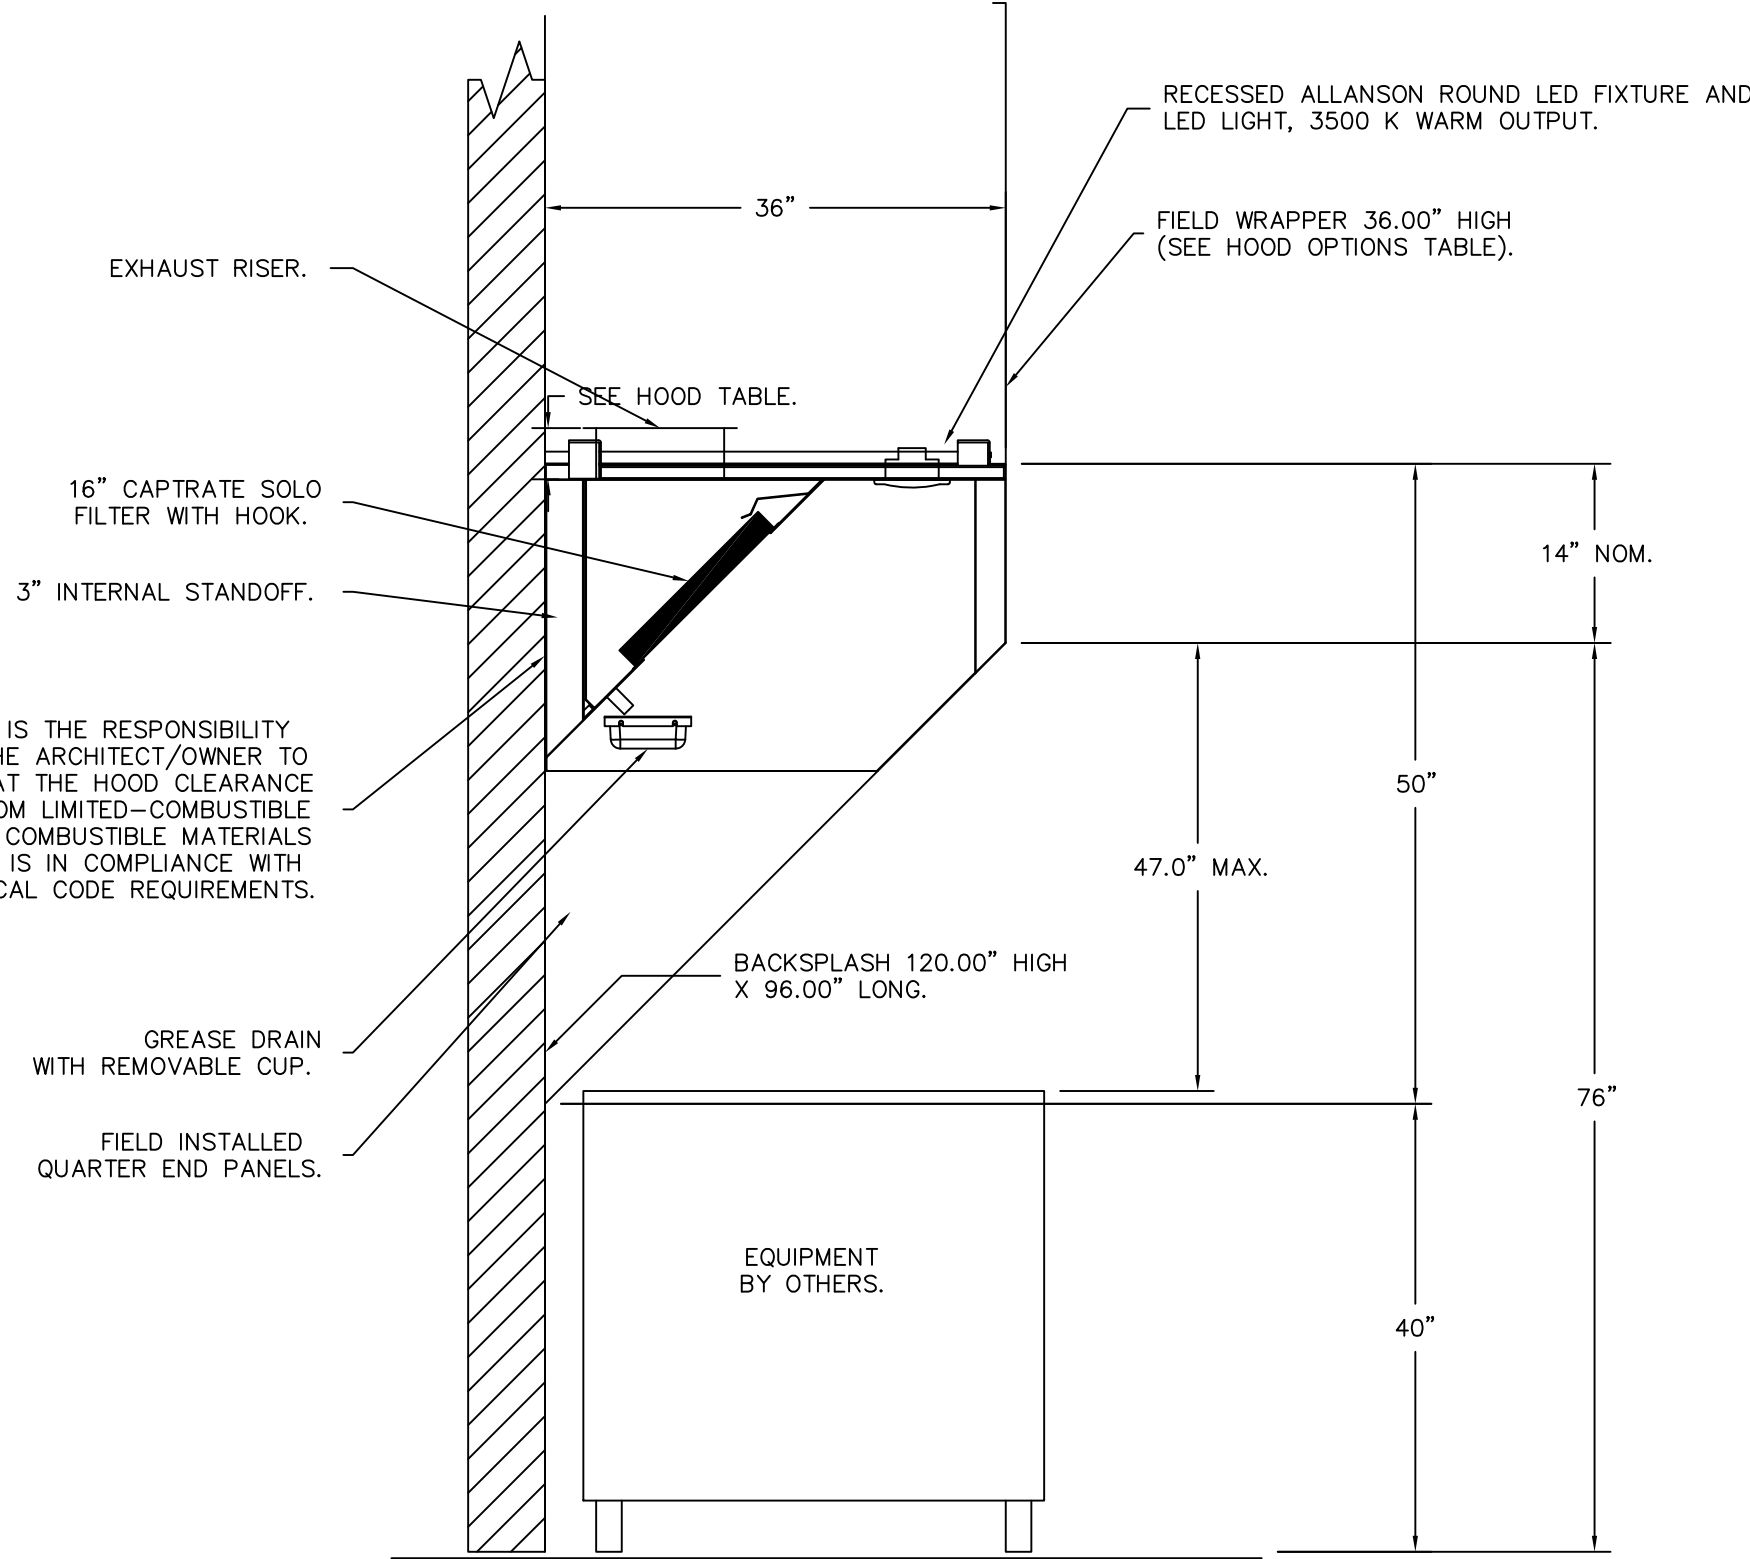 RECESSED ALLANSON ROUND LED FIXTURE AND
LED LIGHT, 3500 K WARM OUTPUT.
36”
FIELD WRAPPER 36.00” HIGH
(SEE HOOD OPTIONS TABLE).
EXHAUST RISER.
SEE HOOD TABLE.
16” CAPTRATE SOLO
FILTER WITH HOOK.
14” NOM.
3” INTERNAL STANDOFF.
IS THE RESPONSIBILITY
HE ARCHITECT/OWNER TO
AT THE HOOD CLEARANCE
OM LIMITED-COMBUSTIBLE
COMBUSTIBLE MATERIALS
IS IN COMPLIANCE WITH
CAL CODE REQUIREMENTS.
50”
47.0” MAX.
BACKSPLASH 120.00” HIGH
X 96.00” LONG.
GREASE DRAIN
WITH REMOVABLE CUP.
76”
FIELD INSTALLED
QUARTER END PANELS.
EQUIPMENT
BY OTHERS.
40”